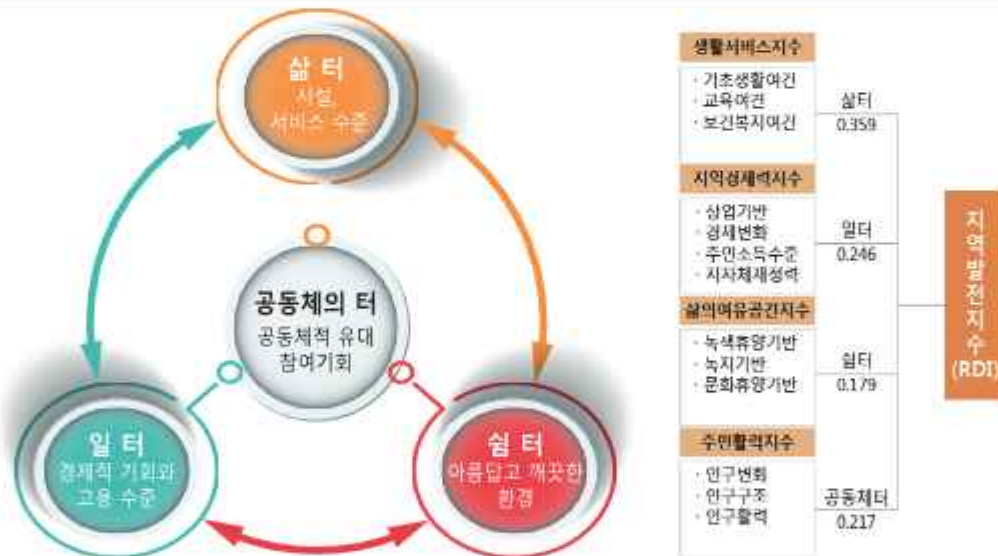 삶 터
시설,
서비스 수준
공동체의 터
공동체적 유대
참여기회
일 터
경제적 기회와
고용 수준
쉼 터
아름답고 깨끗한
환경
생활서비스지수
· 기초생활여건
· 교육여건
· 보건복지여건
삶터
0.359
지역경제력지수
· 상업기반
· 경제변화
· 주민소득수준
· 지자체재정력
일터
0.246
삶의여유공간지수
· 녹색휴양기반
· 녹지기반
· 문화휴양기반
쉼터
0.179
주민활력지수
· 인구변화
· 인구구조
· 인구활력
공동체터
0.217
지역발전지수
(RDI)